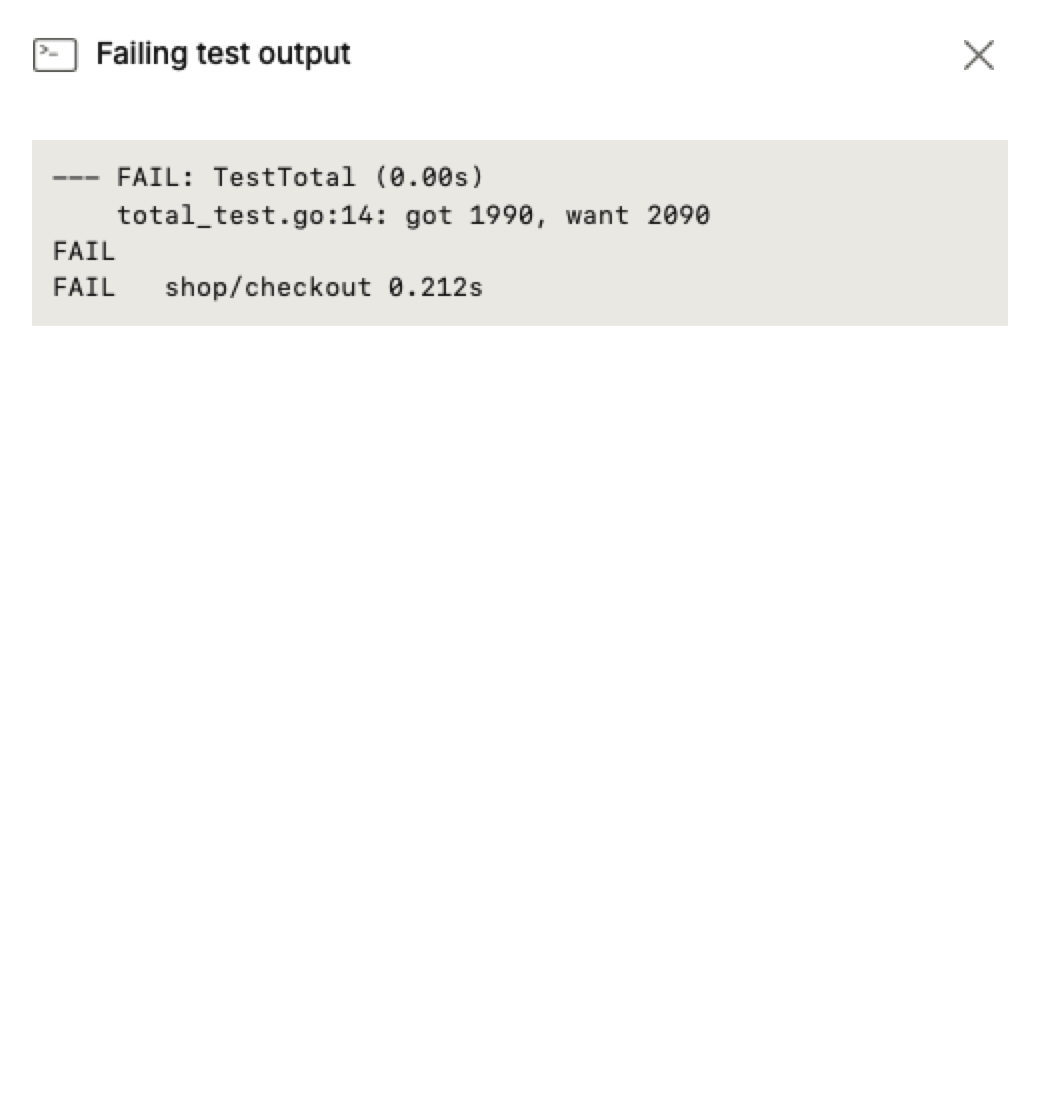 Failing test output
--- FAIL: TestTotal (0.00s)
    total_test.go:14: got 1990, want 2090
FAIL
FAIL   shop/checkout 0.212s